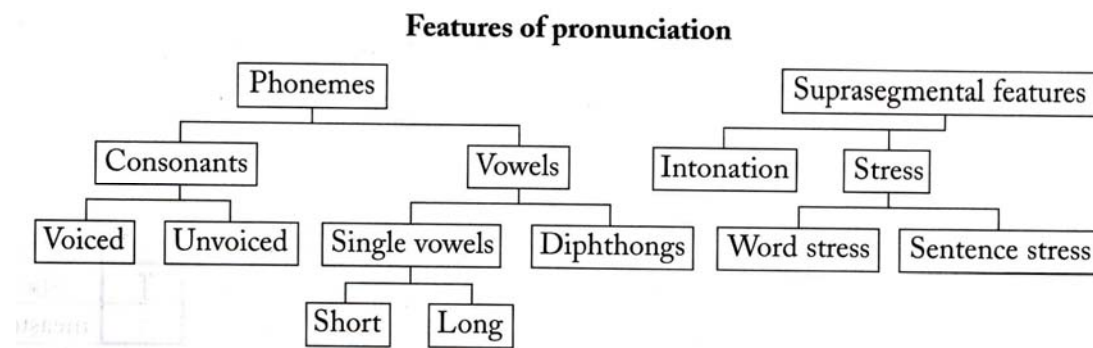 Features of pronunciation
Phonemes
Suprasegmental features
Consonants
Vowels
Intonation
Stress
Voiced
Unvoiced
Single vowels
Diphthongs
Word stress
Sentence stress
Short
Long